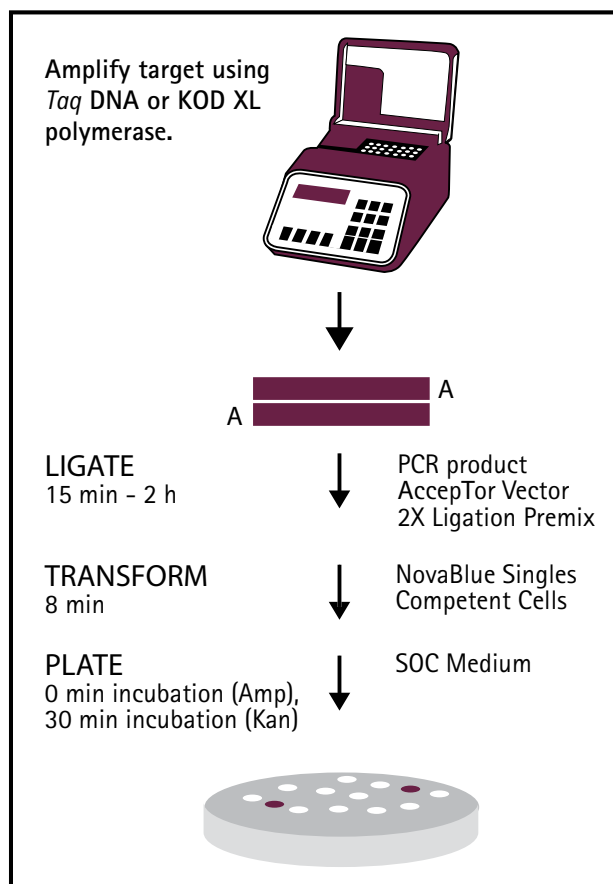 Amplify target using
Taq DNA or KOD XL
polymerase.
A
A
LIGATE
15 min - 2 h
PCR product
AccepTor Vector
2X Ligation Premix
TRANSFORM
8 min
NovaBlue Singles
Competent Cells
PLATE
0 min incubation (Amp),
30 min incubation (Kan)
SOC Medium